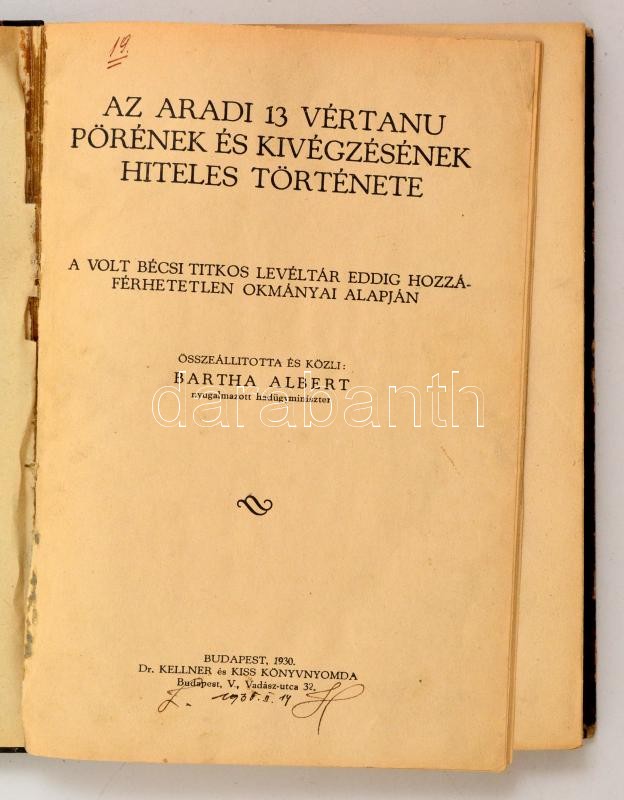 19.
AZ ARADI 13 VÉRTANU
PÖRÉNEK ÉS KIVÉGZÉSÉNEK
HITELES TÖRTÉNETE
A VOLT BÉCSI TITKOS LEVÉLTÁR EDDIG HOZZÁ-
FÉRHETETLEN OKMÁNYAI ALAPJÁN
ÖSSZEÁLLITOTTA ÉS KÖZLI:
BARTHA ALBERT
nyugalmazott hadügyminiszter
darabanth
BUDAPEST, 1930.
Dr. KELLNER és KISS KÖNYVNYOMDA
Budapest, V., Vadász-utca 32.